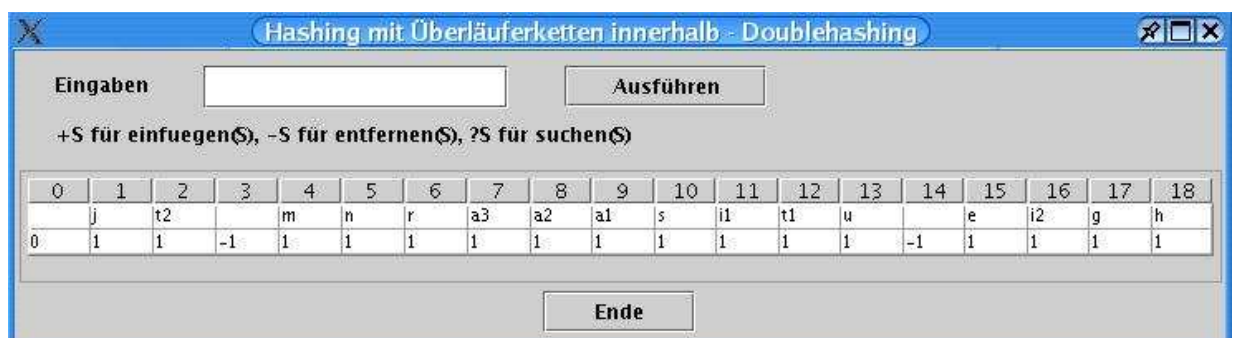 Hashing mit Überläuferketten innerhalb - Doublehashing
Eingaben Ausführen
+S für einfuegen(S), -S für entfernen(S), ?S für suchen(S)
0 1 2 3 4 5 6 7 8 9 10 11 12 13 14 15 16 17 18
j t2 m n r a3 a2 a1 s i1 t1 u e i2 g h
0 1 1 -1 1 1 1 1 1 1 1 1 1 1 -1 1 1 1 1
Ende